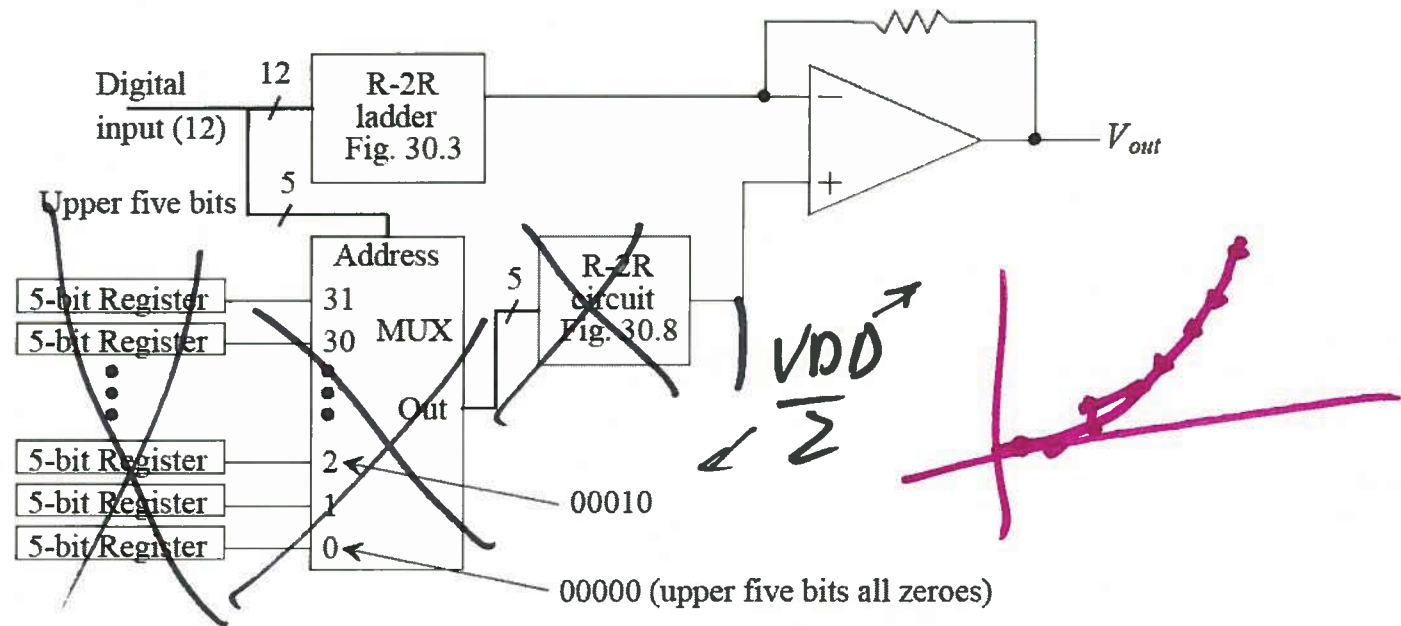 12
Digital
input (12)
R-2R
ladder
Fig. 30.3
V_out
Upper five bits
5
Address
5-bit Register
31
MUX
5-bit Register
30
5
R-2R
circuit
Fig. 30.8
Out
VDD
2
5-bit Register
2
00010
5-bit Register
1
5-bit Register
0
00000 (upper five bits all zeroes)
−
+